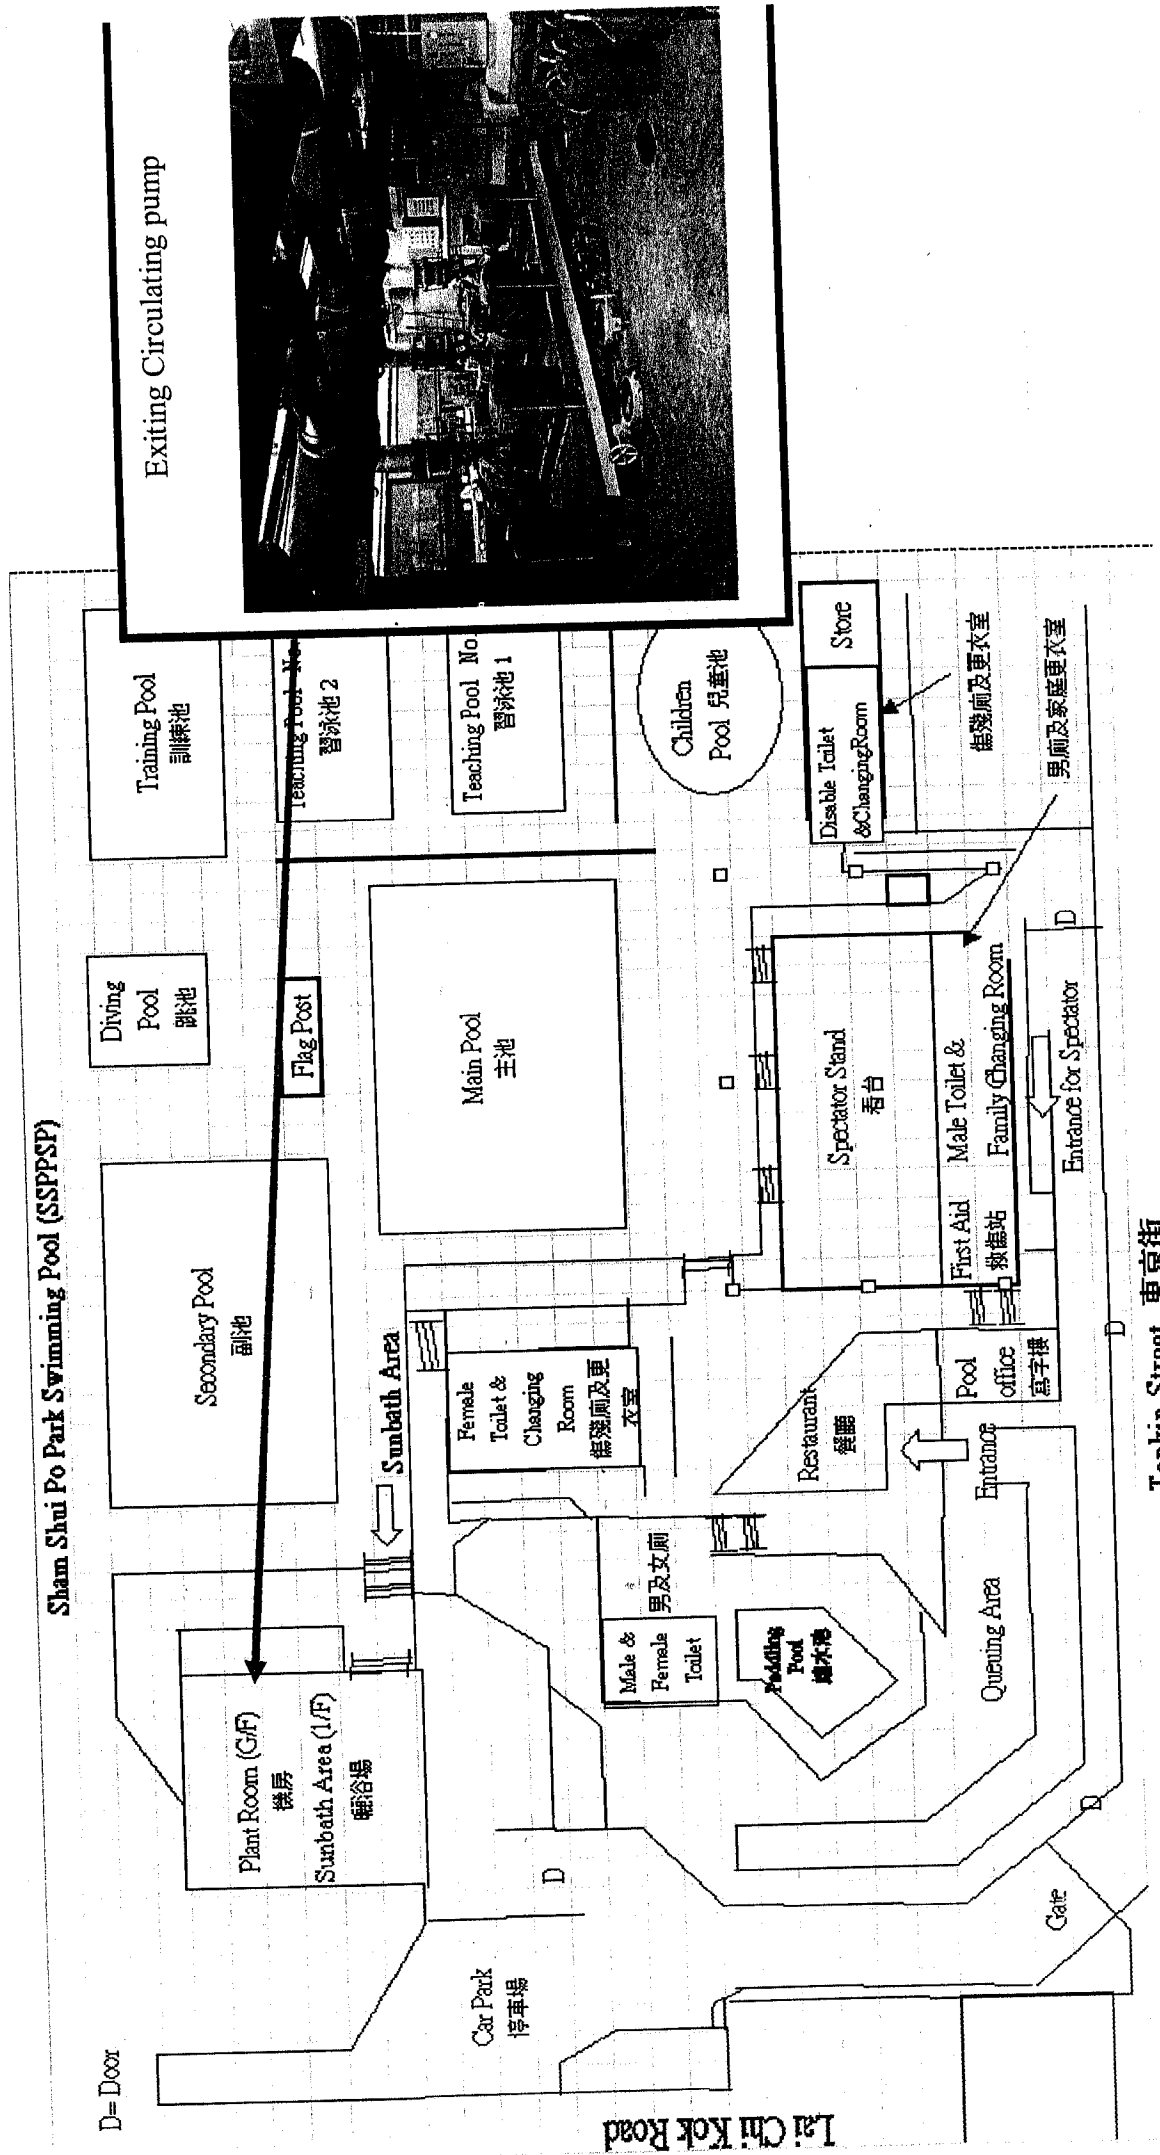 Sham Shui Po Park Swimming Pool (SSPPSP)
D= Door
Exiting Circulating pump
Plant Room (G/F)
機房
Sunbath Area (1/F)
曬浴場
Secondary Pool
副池
Diving
Pool
跳池
Training Pool
訓練池
Flag Post
Teaching Pool No.
習泳池 2
Teaching Pool No.
習泳池 1
Main Pool
主池
Sunbath Area
Female
Toilet &
Changing
Room
傷殘廁及更
衣室
Children
Pool 兒童池
Car Park
停車場
D
男及女廁
Male &
Female
Toilet
Paddling
Pool
嬉水池
Restaurant
餐廳
Spectator Stand
看台
Disable Toilet
&Changing Room
Store
傷殘廁及更衣室
男廁及家庭更衣室
Male Toilet &
Family Changing Room
First Aid
救傷站
Pool
office
寫字樓
Entrance
Queuing Area
Entrance for Spectator
D
D
D
Gate
Lai Chi Kok Road
Tonkin Street 東京街